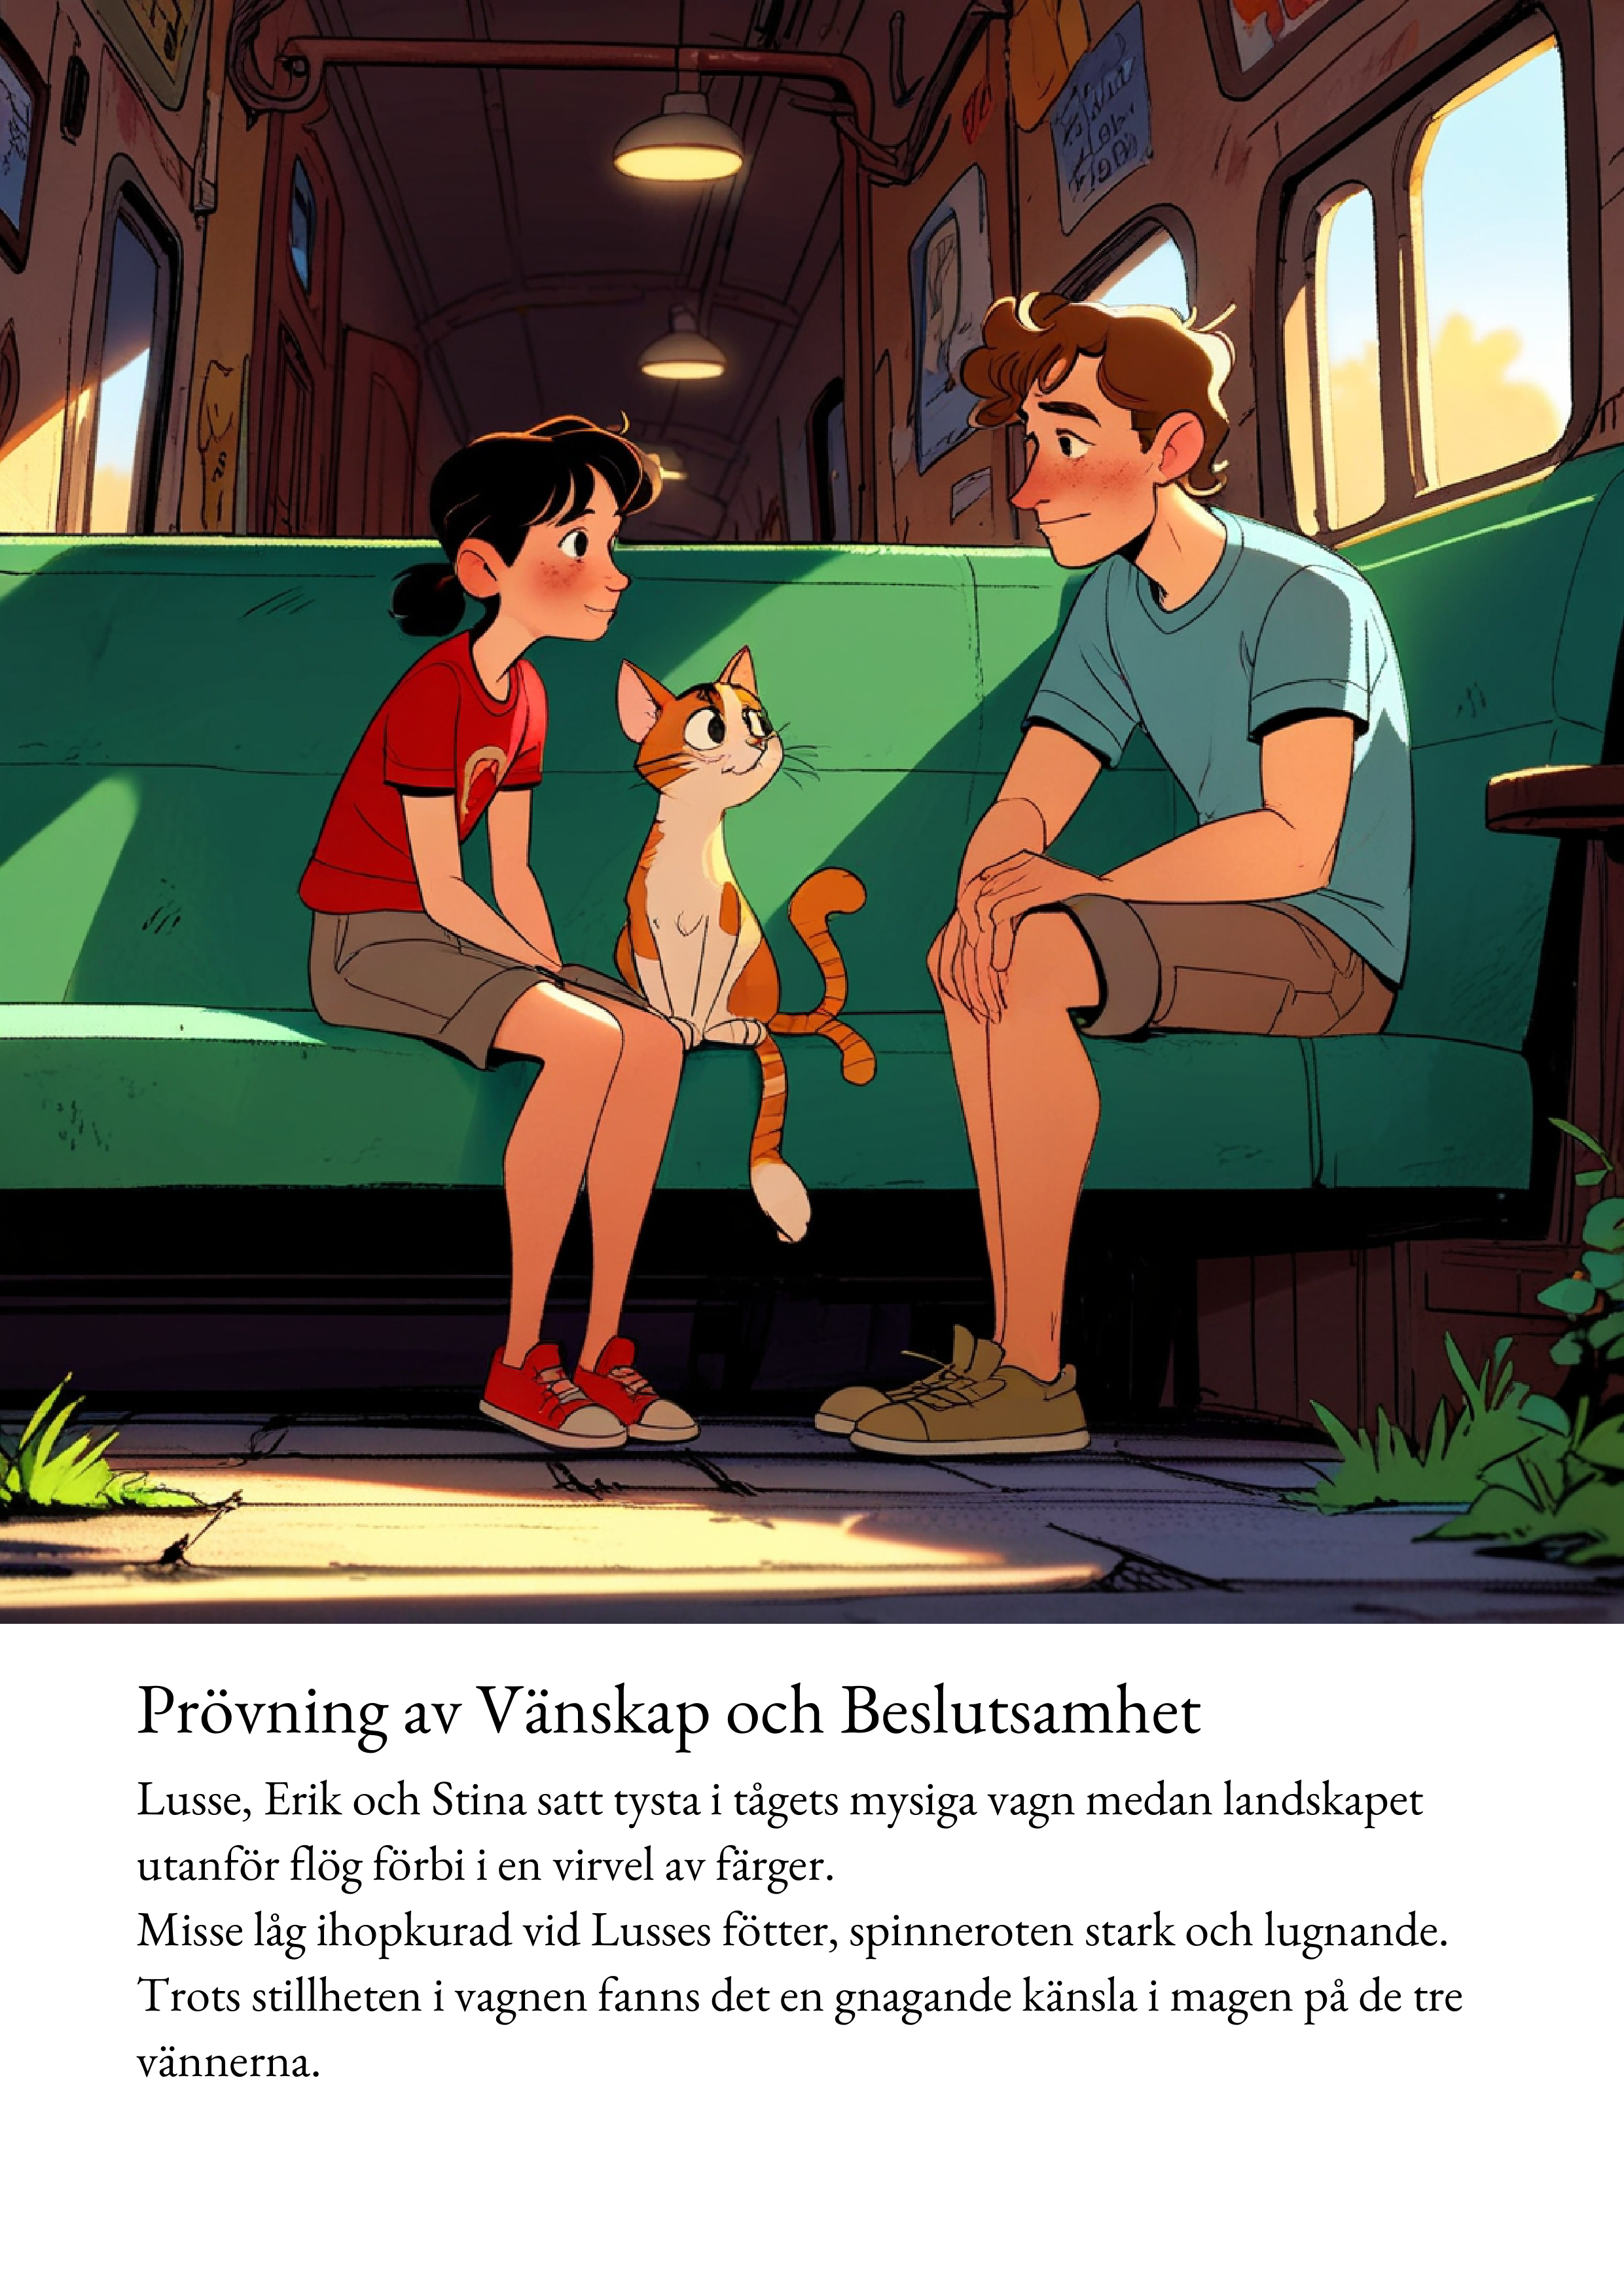 Prövning av Vänskap och Beslutsamhet
Lusse, Erik och Stina satt tysta i tågets mysiga vagn medan landskapet
utanför flög förbi i en virvel av färger.
Misse låg ihopkurad vid Lusses fötter, spinneroten stark och lugnande.
Trots stillheten i vagnen fanns det en gnagande känsla i magen på de tre
vännerna.